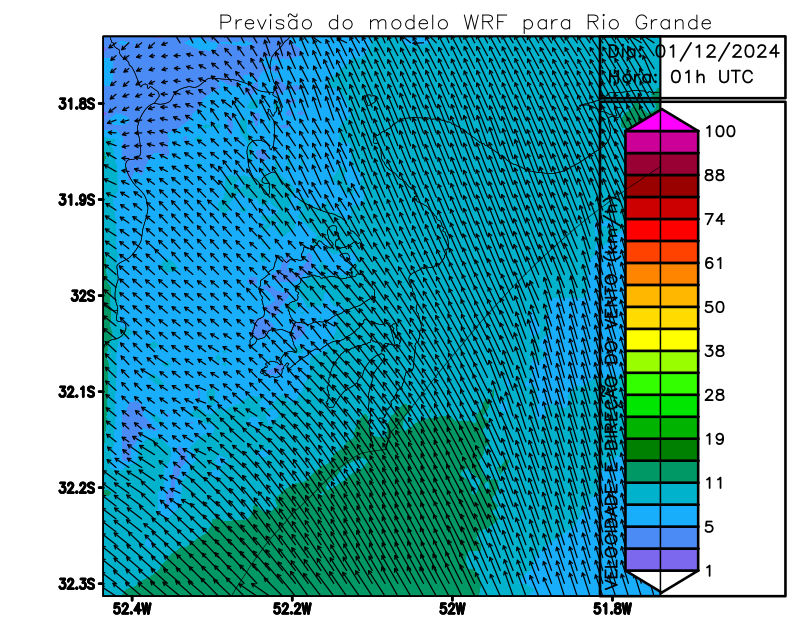 Previsão do modelo WRF para Rio Grande
Dia: 01/12/2024
Hora: 01h UTC
31.8S
31.9S
32S
32.1S
32.2S
32.3S
52.4W
52.2W
52W
51.8W
VELOCIDADE E DIREÇÃO DO VENTO (km/h)
100
88
74
61
50
38
28
19
11
5
1